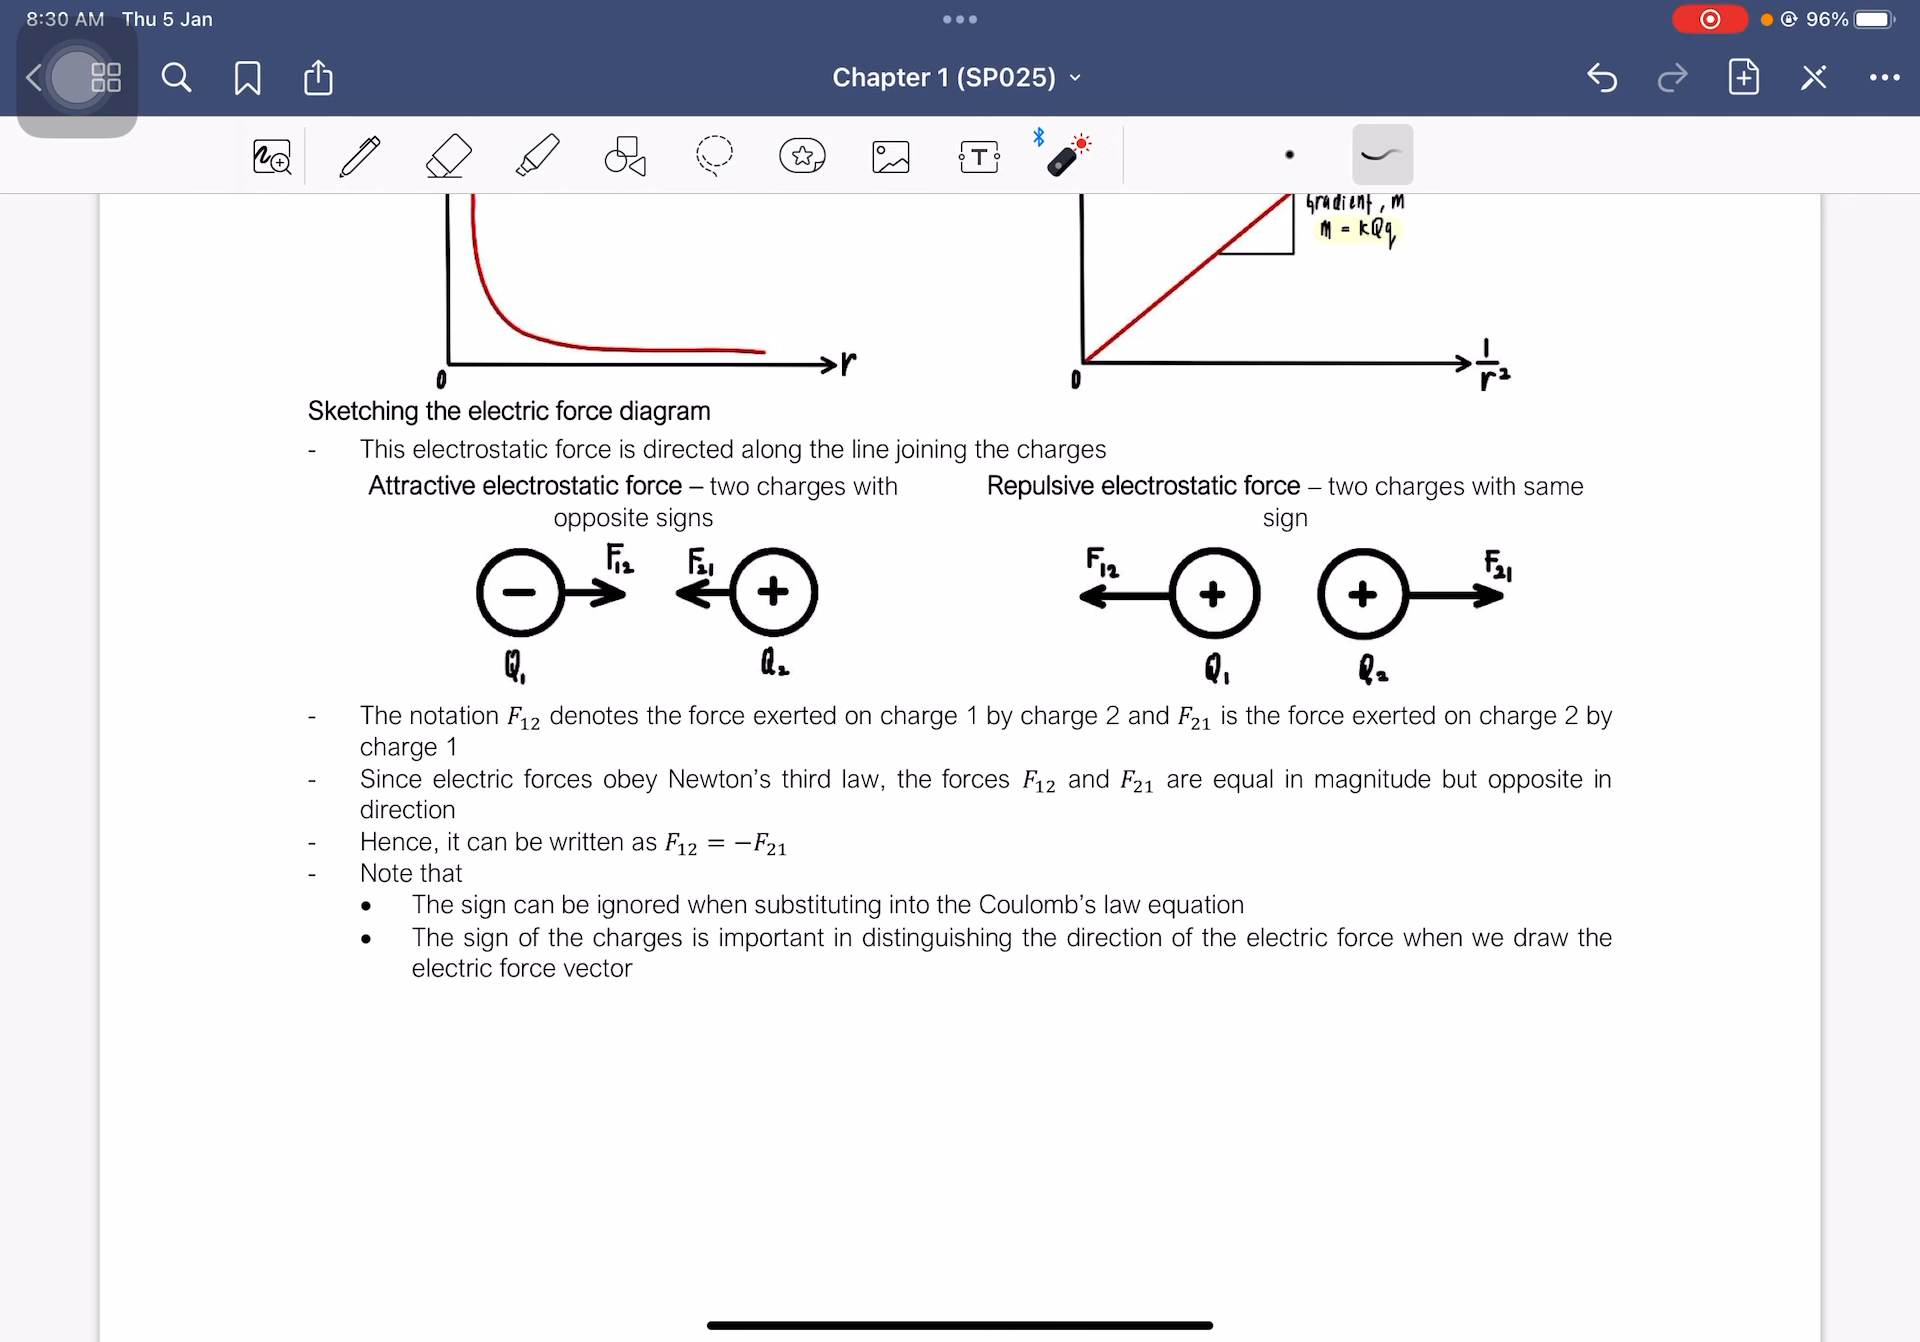 8:30 AM Thu 5 Jan
96%
Chapter 1 (SP025)
T
Gradient, m
m = kQq
0
r
0
1
r²
Sketching the electric force diagram
- This electrostatic force is directed along the line joining the charges
Attractive electrostatic force – two charges with
opposite signs
Repulsive electrostatic force – two charges with same
sign
F₁₂ F₂₁
− +
Q₁ Q₂
F₁₂ F₂₁
+ +
Q₁ Q₂
- The notation F₁₂ denotes the force exerted on charge 1 by charge 2 and F₂₁ is the force exerted on charge 2 by
charge 1
- Since electric forces obey Newton's third law, the forces F₁₂ and F₂₁ are equal in magnitude but opposite in
direction
- Hence, it can be written as F₁₂ = −F₂₁
- Note that
• The sign can be ignored when substituting into the Coulomb's law equation
• The sign of the charges is important in distinguishing the direction of the electric force when we draw the
electric force vector